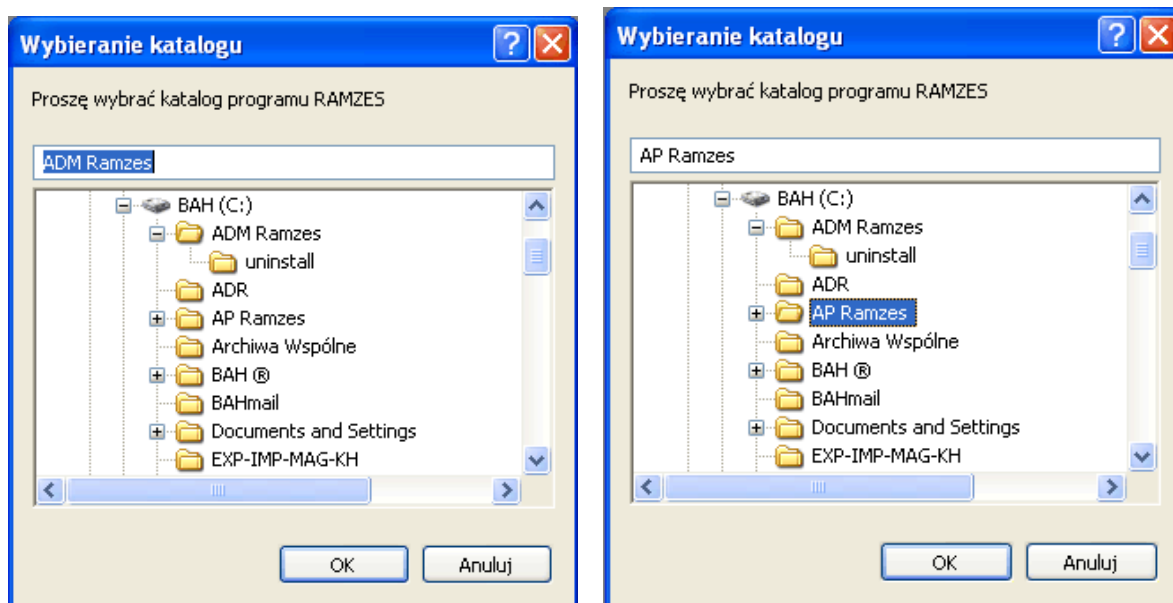 Wybieranie katalogu
Proszę wybrać katalog programu RAMZES
ADM Ramzes
BAH (C:)
ADM Ramzes
uninstall
ADR
AP Ramzes
Archiwa Wspólne
BAH ®
BAHmail
Documents and Settings
EXP-IMP-MAG-KH
OK Anuluj
Wybieranie katalogu
Proszę wybrać katalog programu RAMZES
AP Ramzes
BAH (C:)
ADM Ramzes
uninstall
ADR
AP Ramzes
Archiwa Wspólne
BAH ®
BAHmail
Documents and Settings
EXP-IMP-MAG-KH
OK Anuluj